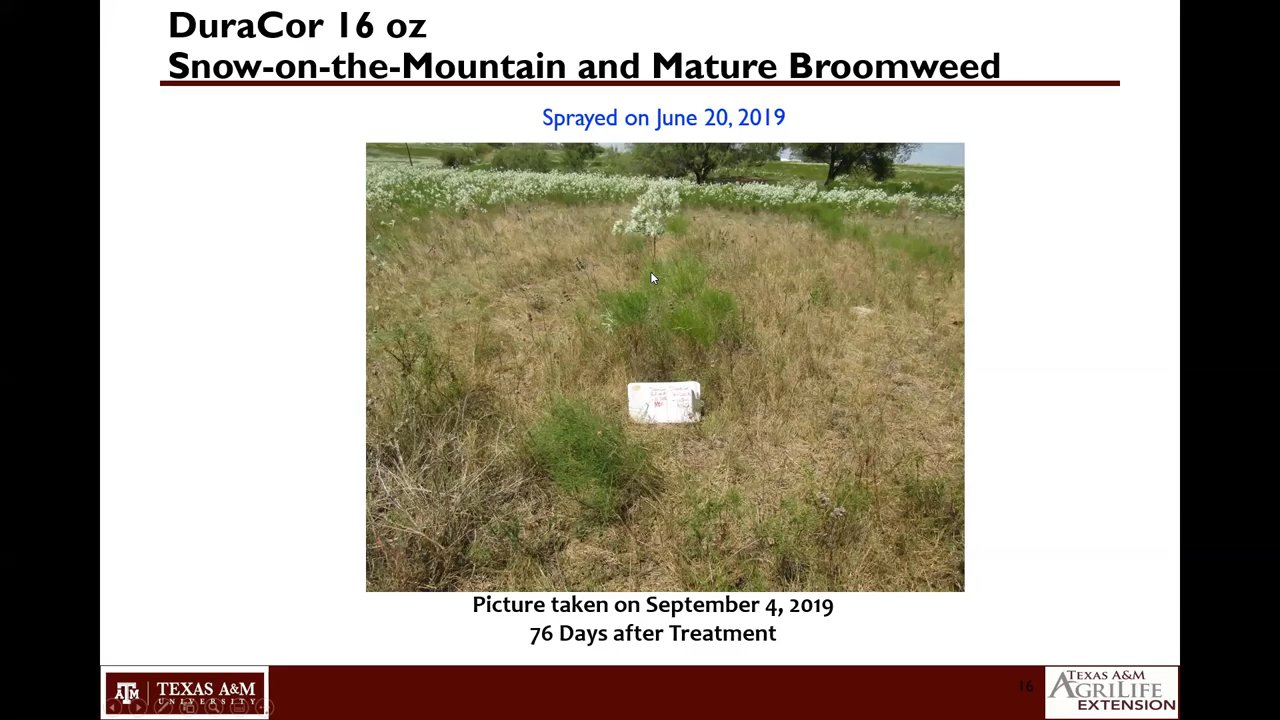 DuraCor 16 oz
Snow-on-the-Mountain and Mature Broomweed
Sprayed on June 20, 2019
Picture taken on September 4, 2019
76 Days after Treatment
ATM
TEXAS A&M
UNIVERSITY
16
TEXAS A&M
AGRILIFE
EXTENSION